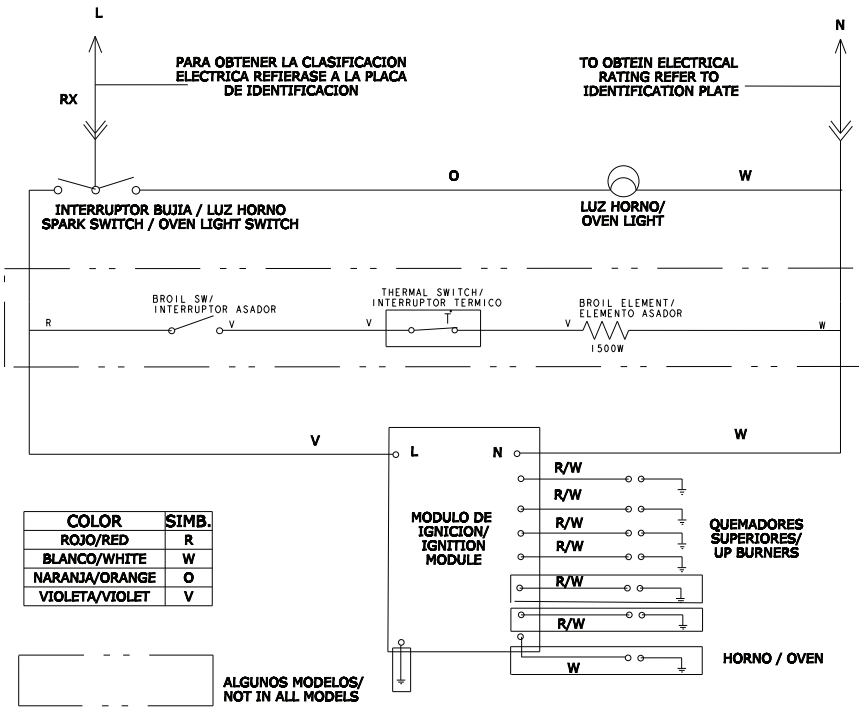 L
N
PARA OBTENER LA CLASIFICACION
ELECTRICA REFIERASE A LA PLACA
DE IDENTIFICACION
TO OBTEIN ELECTRICAL
RATING REFER TO
IDENTIFICATION PLATE
RX
O
W
INTERRUPTOR BUJIA / LUZ HORNO
SPARK SWITCH / OVEN LIGHT SWITCH
LUZ HORNO/
OVEN LIGHT
BROIL SW/
INTERRUPTOR ASADOR
THERMAL SWITCH/
INTERRUPTOR TERMICO
BROIL ELEMENT/
ELEMENTO ASADOR
R
V
V
T
V
W
1500W
V
L
N
W
R/W
R/W
R/W
R/W
MODULO DE
IGNICION/
IGNITION
MODULE
QUEMADORES
SUPERIORES/
UP BURNERS
COLOR SIMB.
ROJO/RED R
BLANCO/WHITE W
NARANJA/ORANGE O
VIOLETA/VIOLET V
R/W
R/W
W
HORNO / OVEN
ALGUNOS MODELOS/
NOT IN ALL MODELS